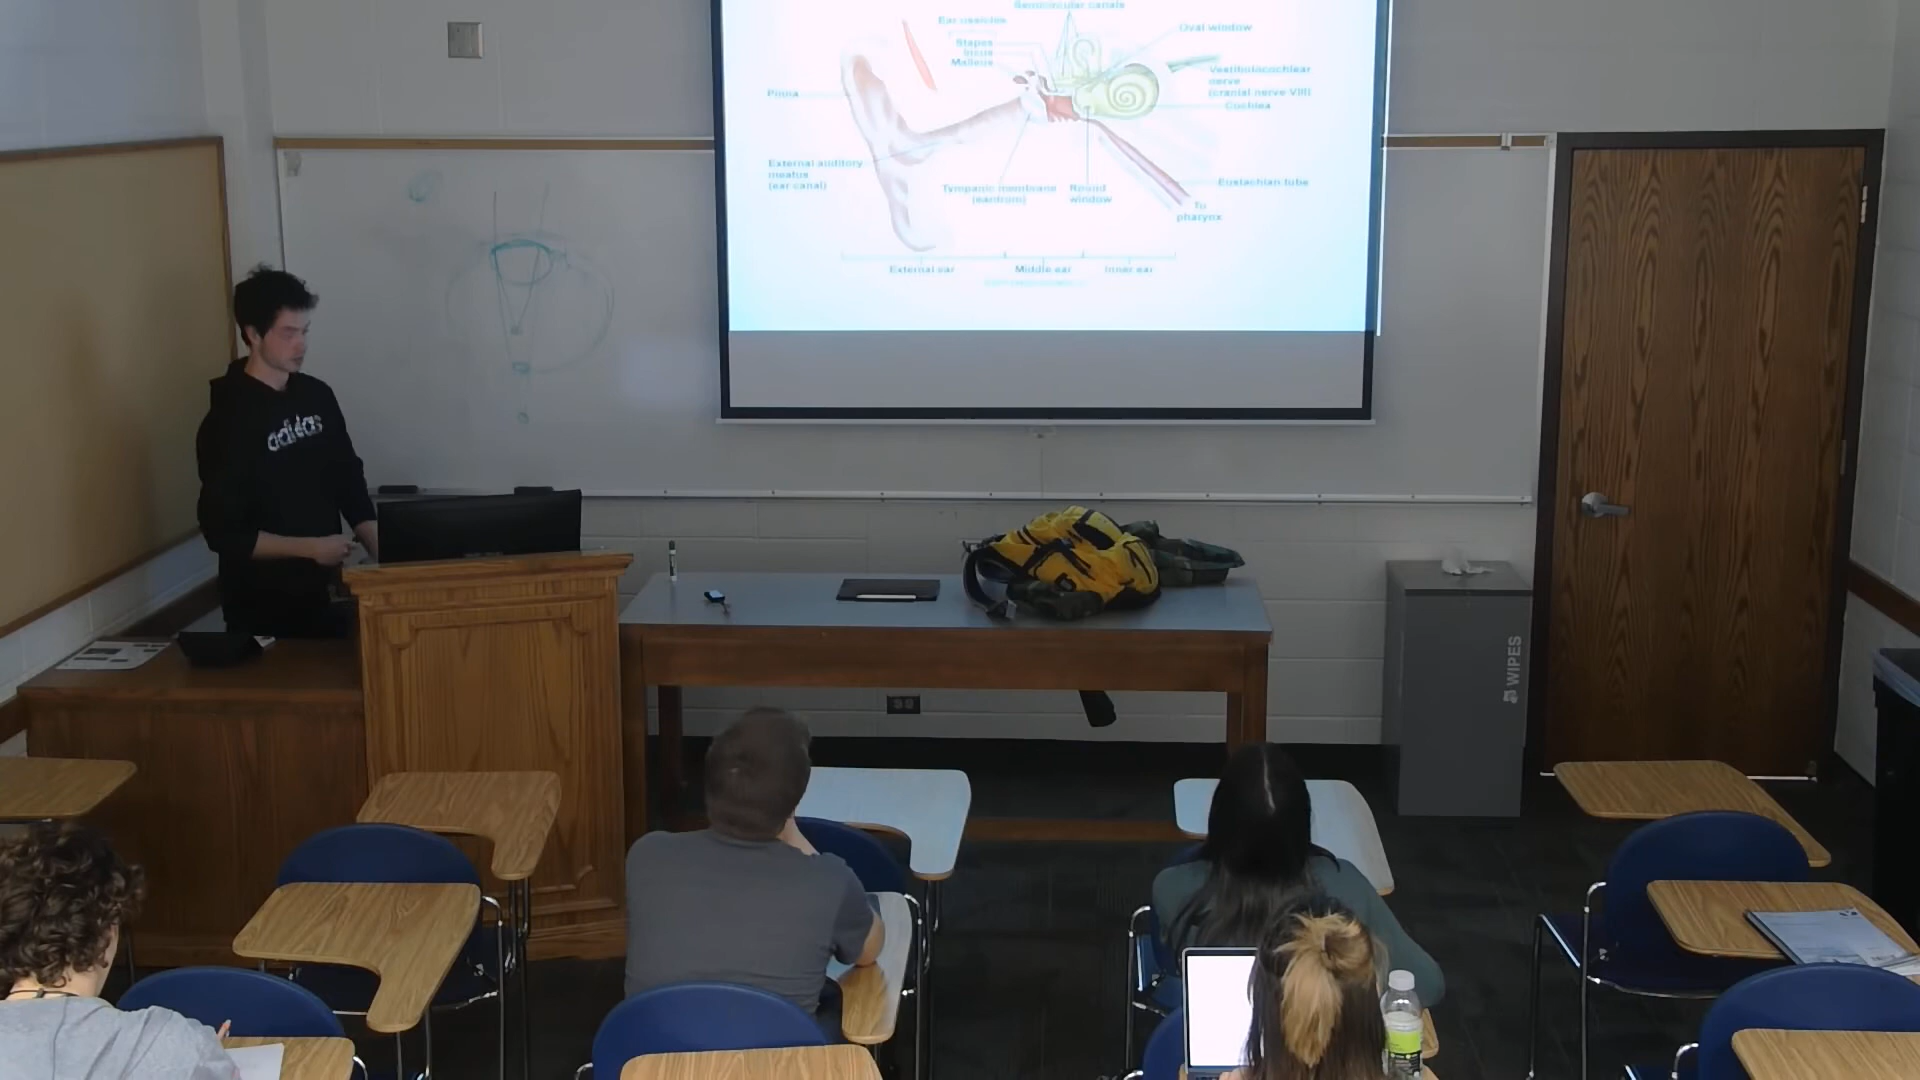 Semicircular canals
Ear ossicles
Stapes
Incus
Malleus
Oval window
Vestibulocochlear
nerve
(cranial nerve VIII)
Cochlea
Pinna
External auditory
meatus
(ear canal)
Tympanic membrane
(eardrum)
Round
window
Eustachian tube
To
pharynx
External ear
Middle ear
Inner ear
adidas
WIPES